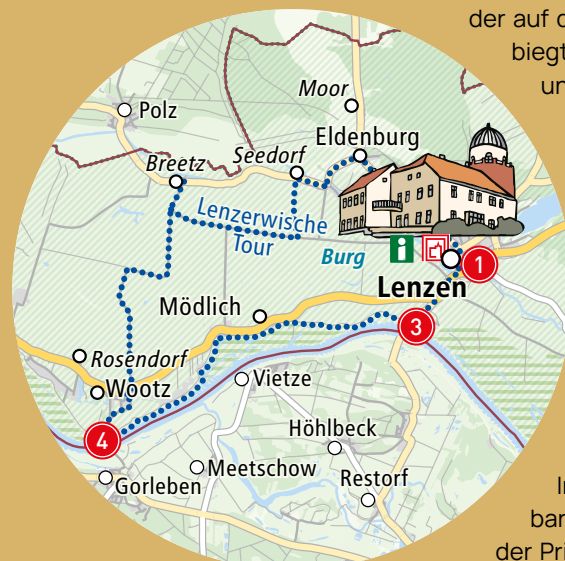 der auf d
biegt
un
Moor
Polz
Eldenburg
Seedorf
Breetz
Lenzerwische
Tour
Burg
i
1
Lenzen
Mödlich
3
Rosendorf
Wootz
Vietze
4
Höhlbeck
Meetschow
Restorf
Gorleben
In
bar
der Pri